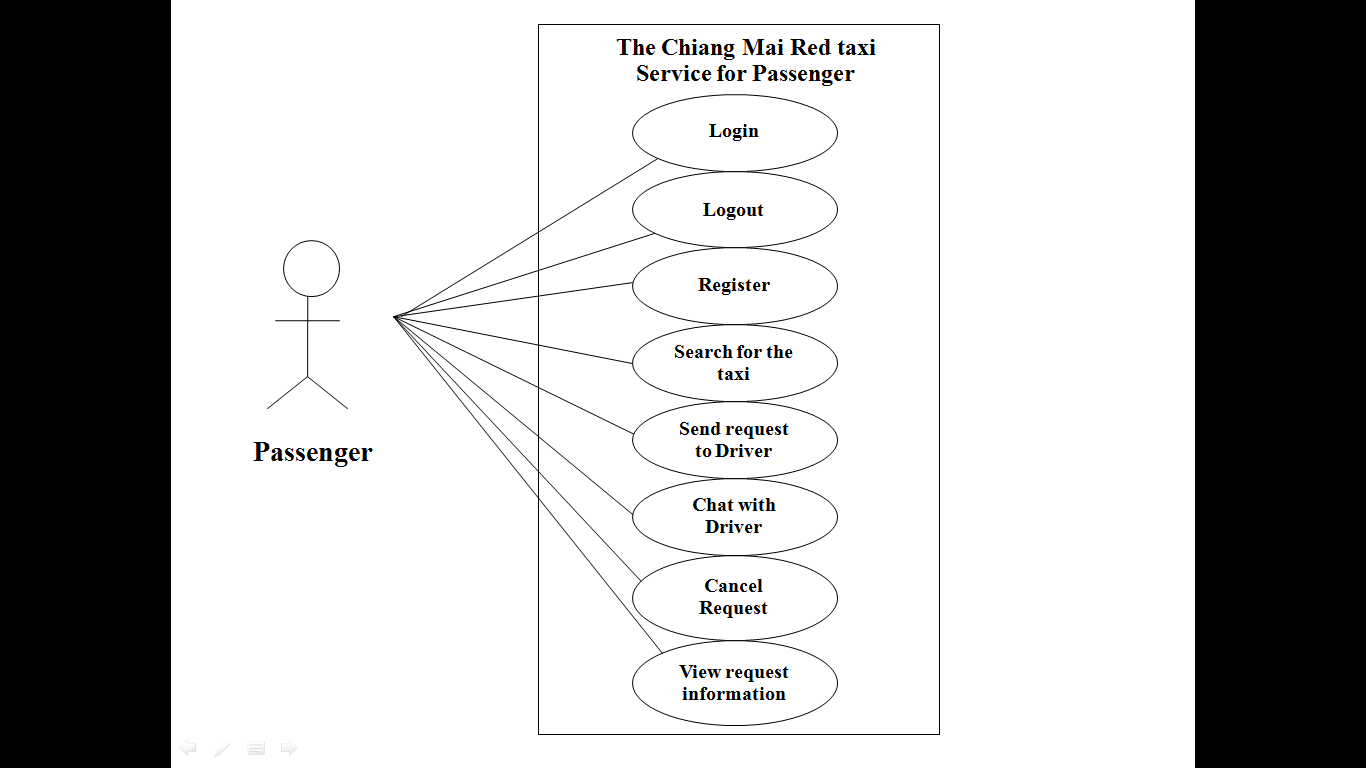 The Chiang Mai Red taxi
Service for Passenger
Login
Logout
Register
Search for the
taxi
Send request
to Driver
Chat with
Driver
Cancel
Request
View request
information
Passenger